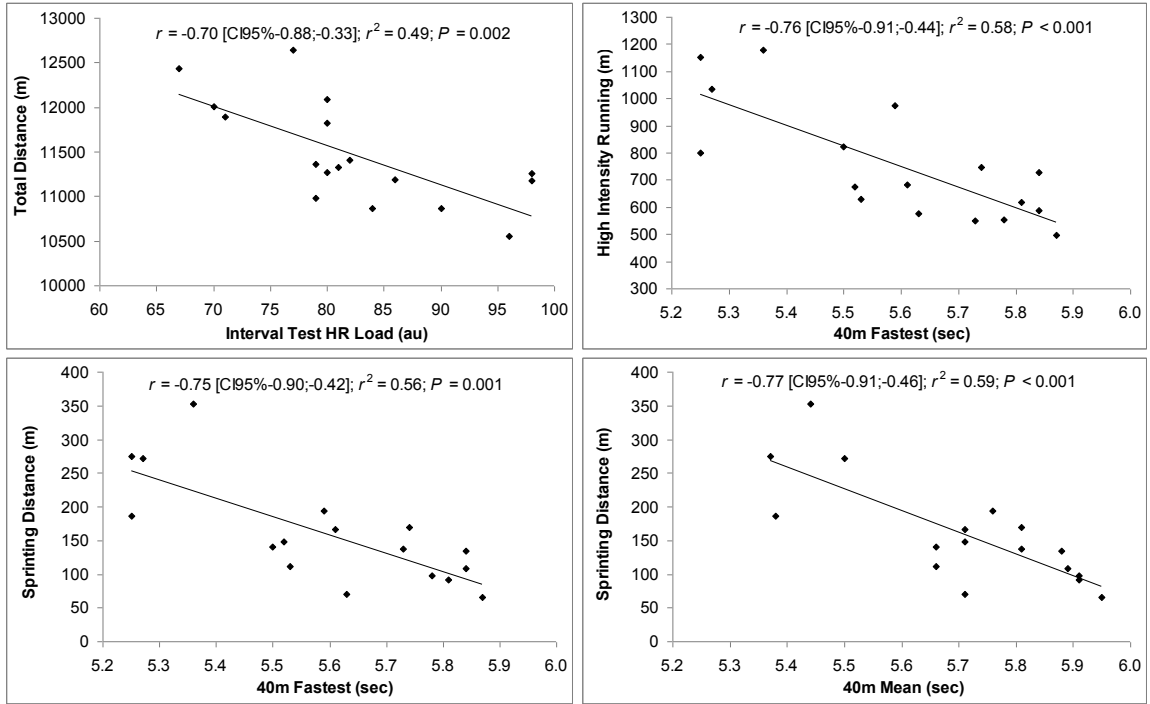 r = -0.70 [CI95%-0.88;-0.33]; r² = 0.49; P = 0.002
Total Distance (m)
13000
12500
12000
11500
11000
10500
10000
60 65 70 75 80 85 90 95 100
Interval Test HR Load (au)
r = -0.76 [CI95%-0.91;-0.44]; r² = 0.58; P < 0.001
High Intensity Running (m)
1300
1200
1100
1000
900
800
700
600
500
400
300
5.2 5.3 5.4 5.5 5.6 5.7 5.8 5.9 6.0
40m Fastest (sec)
r = -0.75 [CI95%-0.90;-0.42]; r² = 0.56; P = 0.001
Sprinting Distance (m)
400
350
300
250
200
150
100
50
0
5.2 5.3 5.4 5.5 5.6 5.7 5.8 5.9 6.0
40m Fastest (sec)
r = -0.77 [CI95%-0.91;-0.46]; r² = 0.59; P < 0.001
Sprinting Distance (m)
400
350
300
250
200
150
100
50
0
5.2 5.3 5.4 5.5 5.6 5.7 5.8 5.9 6.0
40m Mean (sec)